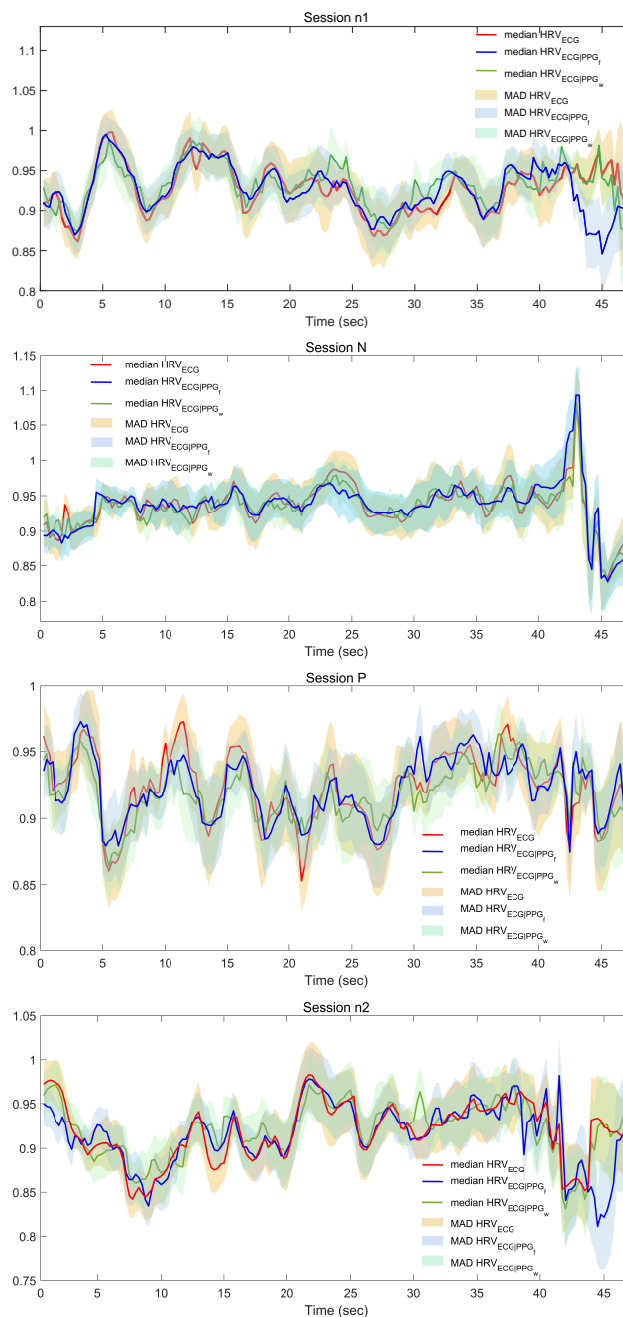 Session n1
median HRV_ECG
median HRV_ECG|PPG_f
median HRV_ECG|PPG_w
MAD HRV_ECG
MAD HRV_ECG|PPG_f
MAD HRV_ECG|PPG_w
1.1
1.05
1
0.95
0.9
0.85
0.8
0 5 10 15 20 25 30 35 40 45
Time (sec)
Session N
median HRV_ECG
median HRV_ECG|PPG_f
median HRV_ECG|PPG_w
MAD HRV_ECG
MAD HRV_ECG|PPG_f
MAD HRV_ECG|PPG_w
1.15
1.1
1.05
1
0.95
0.9
0.85
0.8
0 5 10 15 20 25 30 35 40 45
Time (sec)
Session P
1
0.95
0.9
0.85
0.8
median HRV_ECG
median HRV_ECG|PPG_f
median HRV_ECG|PPG_w
MAD HRV_ECG
MAD HRV_ECG|PPG_f
MAD HRV_ECG|PPG_w
0 5 10 15 20 25 30 35 40 45
Time (sec)
Session n2
1.05
1
0.95
0.9
0.85
0.8
0.75
median HRV_ECG
median HRV_ECG|PPG_f
median HRV_ECG|PPG_w
MAD HRV_ECG
MAD HRV_ECG|PPG_f
MAD HRV_ECG|PPG_w
0 5 10 15 20 25 30 35 40 45
Time (sec)